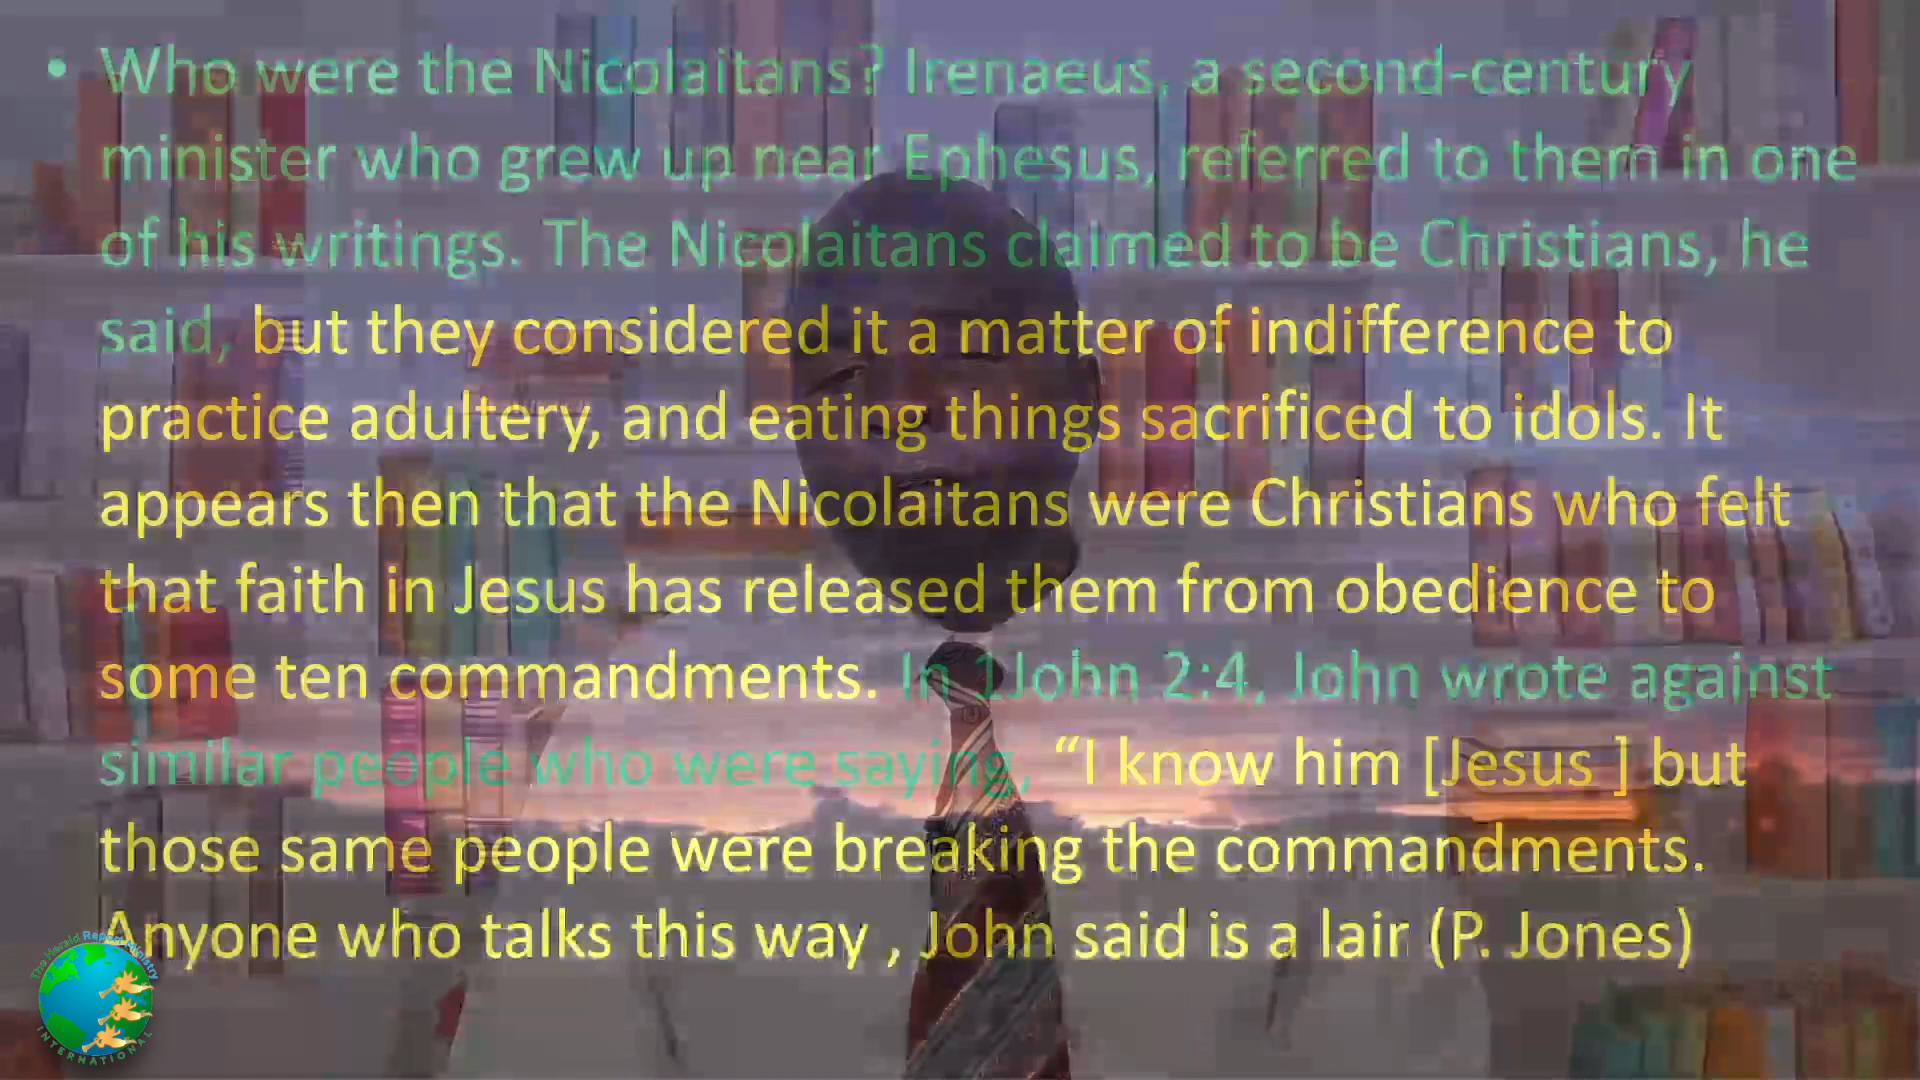 • Who were the Nicolaitans? Irenaeus, a second-century
minister who grew up near Ephesus, referred to them in one
of his writings. The Nicolaitans claimed to be Christians, he
said, but they considered it a matter of indifference to
practice adultery, and eating things sacrificed to idols. It
appears then that the Nicolaitans were Christians who felt
that faith in Jesus has released them from obedience to
some ten commandments. In 1John 2:4, John wrote against
similar people who were saying, “I know him [Jesus ] but
those same people were breaking the commandments.
Anyone who talks this way , John said is a lair (P. Jones)
The Herald Report Ministry
INTERNATIONAL